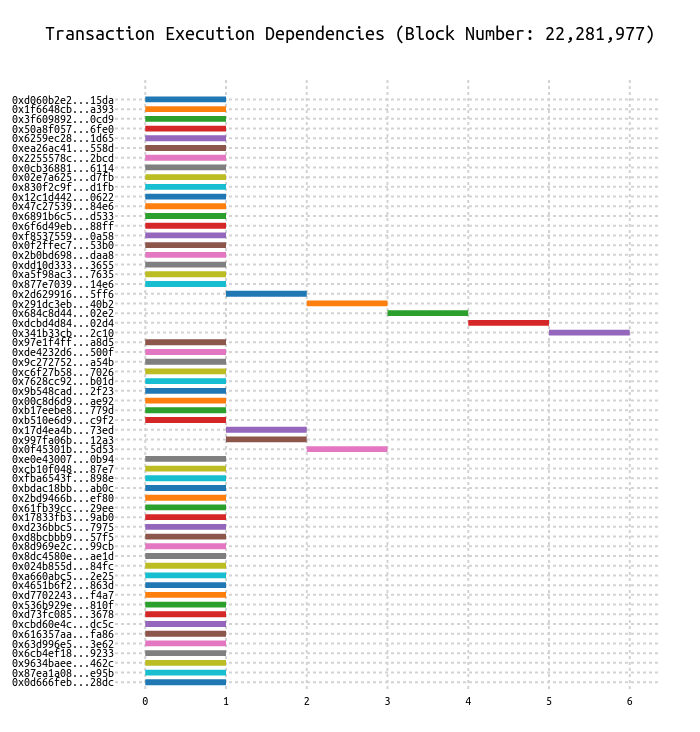 Transaction Execution Dependencies (Block Number: 22,281,977)
0xd060b2e2...15da
0x1f6648cb...a393
0x3f609892...0cd9
0x50a8f057...6fe0
0x6259ec28...1d65
0xea26ac41...558d
0x2255578c...2bcd
0x0cb36881...6114
0x02e7a625...d7fb
0x830f2c9f...d1fb
0x12c1d442...0622
0x47c27539...84e6
0x6891b6c5...d533
0x6f6d49eb...88ff
0xf8537559...0a58
0x0f2ffec7...53b0
0x2b0bd698...daa8
0xdd10d333...3655
0xa5f98ac3...7635
0x877e7039...14e6
0x2d629916...5ff6
0x291dc3eb...40b2
0x684c8d44...02e2
0xdcbd4d84...02d4
0x341b33cb...2c10
0x97e1f4ff...a8d5
0xde4232d6...500f
0x9c272752...a54b
0xc6f27b58...7026
0x7628cc92...b01d
0x9b548cad...2f23
0x00c8d6d9...ae92
0xb17eebe8...779d
0xb510e6d9...c9f2
0x17d4ea4b...73ed
0x997fa06b...12a3
0x0f45301b...5d53
0xe0e43007...0b94
0xcb10f048...87e7
0xfba6543f...898e
0xbdac18bb...ab0c
0x2bd9466b...ef80
0x61fb39cc...29ee
0x17833fb3...9ab0
0xd236bbc5...7975
0xd8bcbbb9...57f5
0x8d969e2c...99cb
0x8dc4580e...ae1d
0x024b855d...84fc
0xa660abc5...2e25
0x4651b6f2...863d
0xd7702243...f4a7
0x536b929e...810f
0xd73fc085...3678
0xcbd60e4c...dc5c
0x616357aa...fa86
0x63d996e5...3e62
0x6cb4ef18...9233
0x9634baee...462c
0x87ea1a08...e95b
0x0d666feb...28dc
0 1 2 3 4 5 6